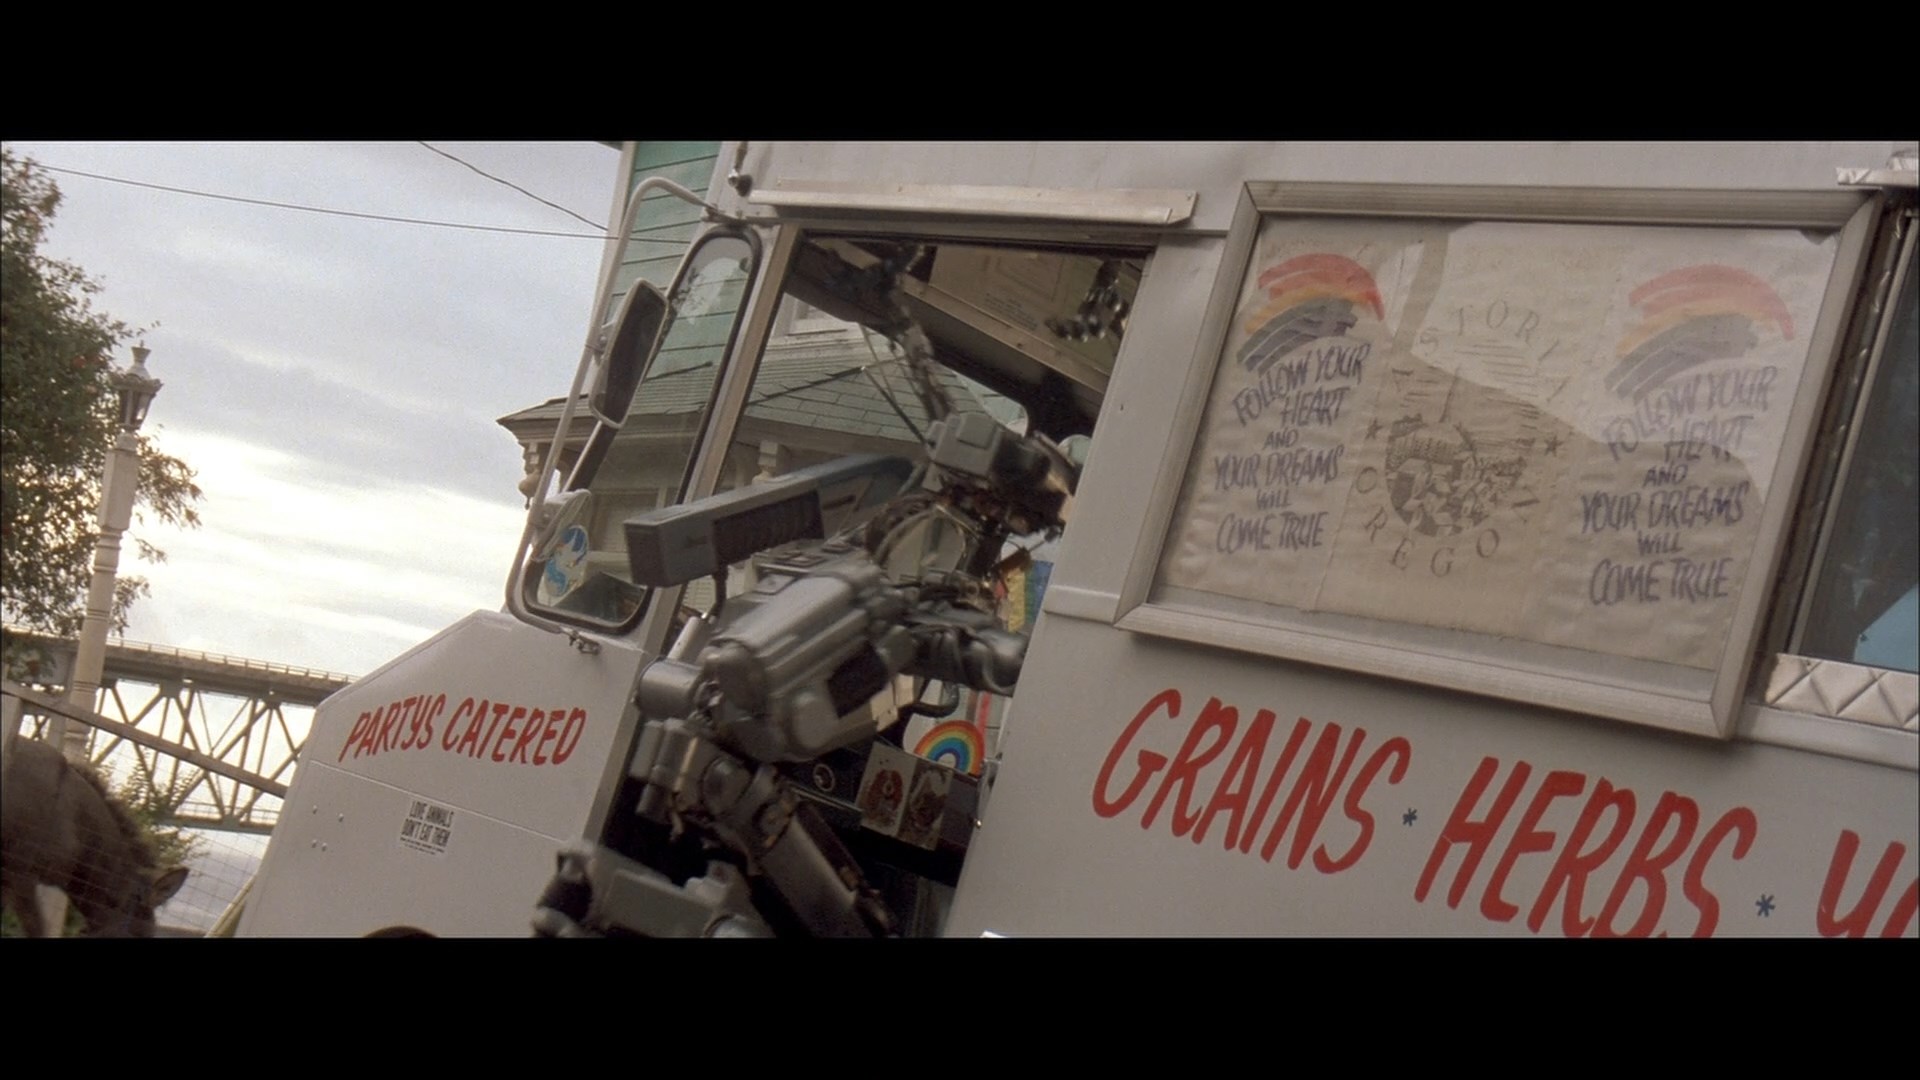 FOLLOW YOUR
HEART
AND
YOUR DREAMS
WILL
COME TRUE
STORI
OREGO
FOLLOW YOUR
HEART
AND
YOUR DREAMS
WILL
COME TRUE
PARTYS CATERED
LOVE ANIMALS
DON'T EAT THEM
GRAINS * HERBS *